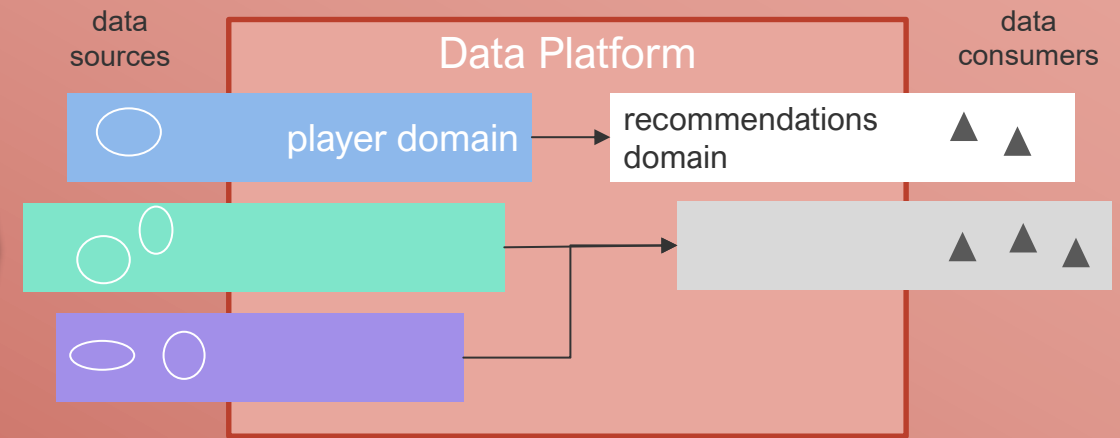 data
sources
Data Platform
data
consumers
player domain
recommendations
domain